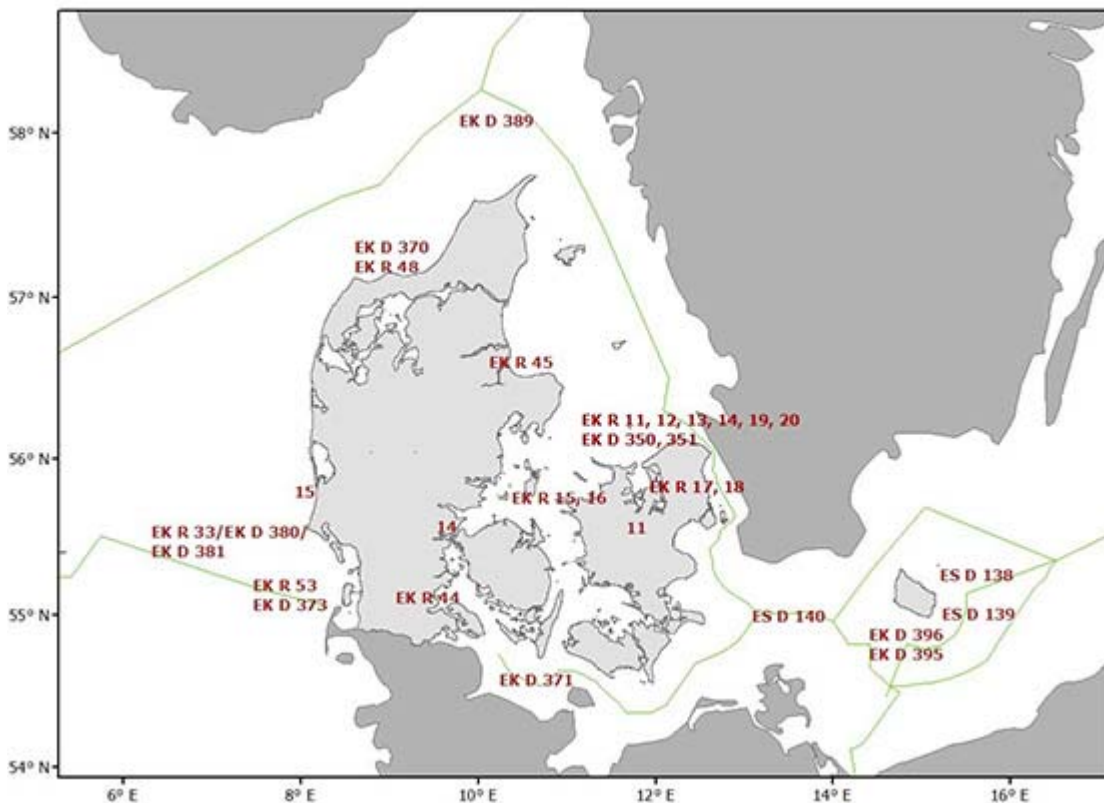 58° N
EK D 389
EK D 370
EK R 48
57° N
EK R 45
EK R 11, 12, 13, 14, 19, 20
EK D 350, 351
56° N
15
EK R 15, 16
EK R 17, 18
EK R 33/EK D 380/
EK D 381
14
11
EK R 53
EK D 373
EK R 44
ES D 138
ES D 139
55° N
ES D 140
EK D 396
EK D 395
EK D 371
54° N
6° E
8° E
10° E
12° E
14° E
16° E